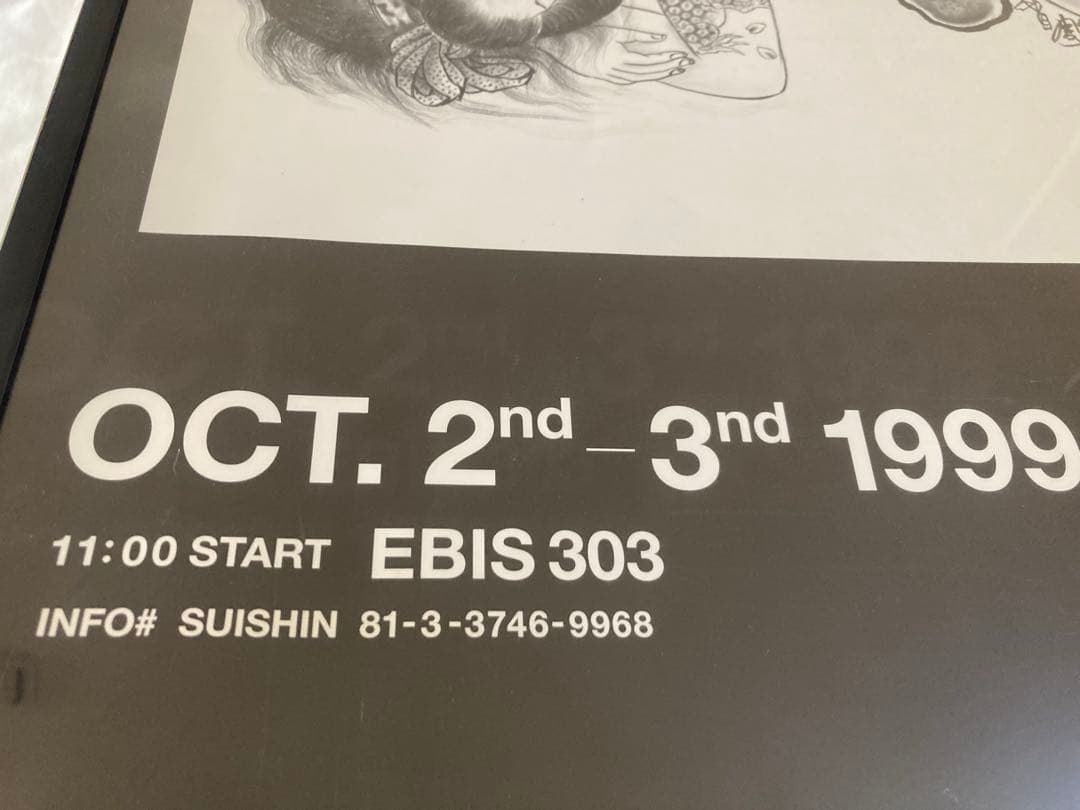 OCT. 2nd – 3nd 1999
11:00 START EBIS 303
INFO# SUISHIN 81-3-3746-9968